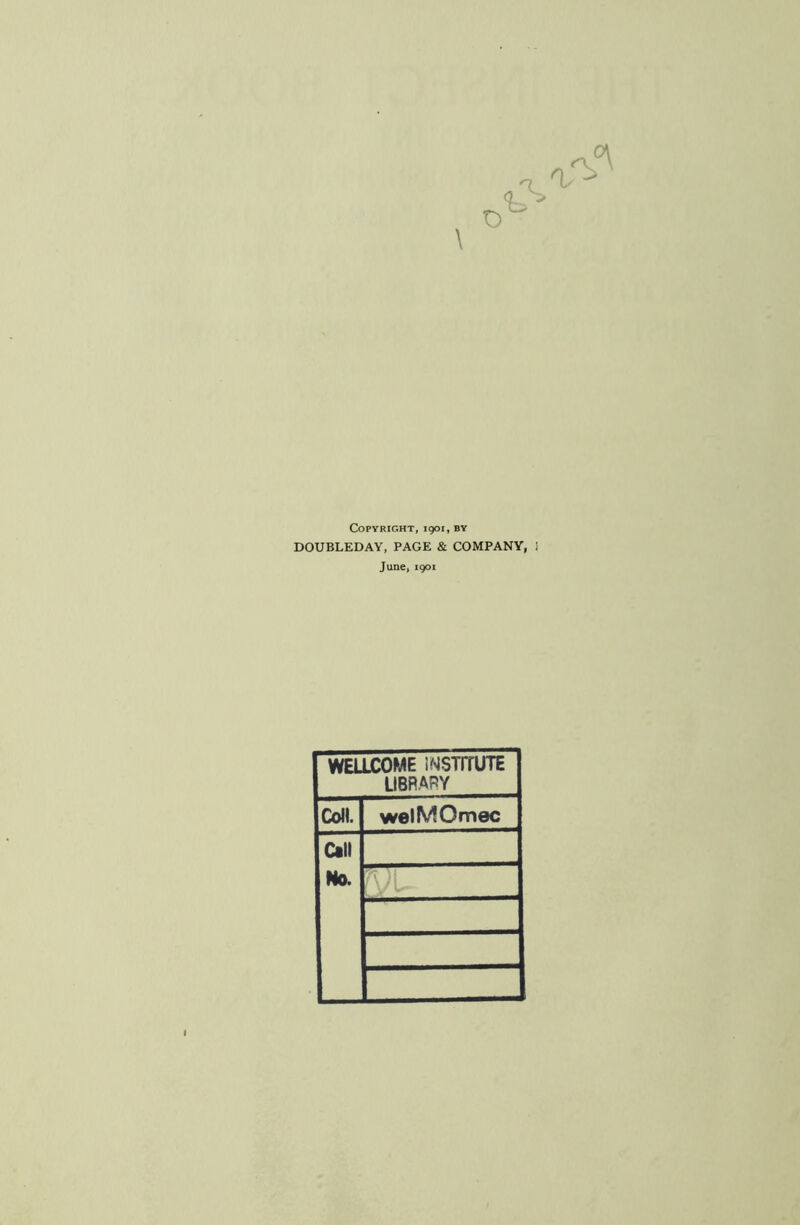 COPYRIGHT, 1901, BY
DOUBLEDAY, PAGE & COMPANY,
June, 1901
WELLCOME INSTITUTE
LIBRARY
Coll. welMOmec
Call
No.